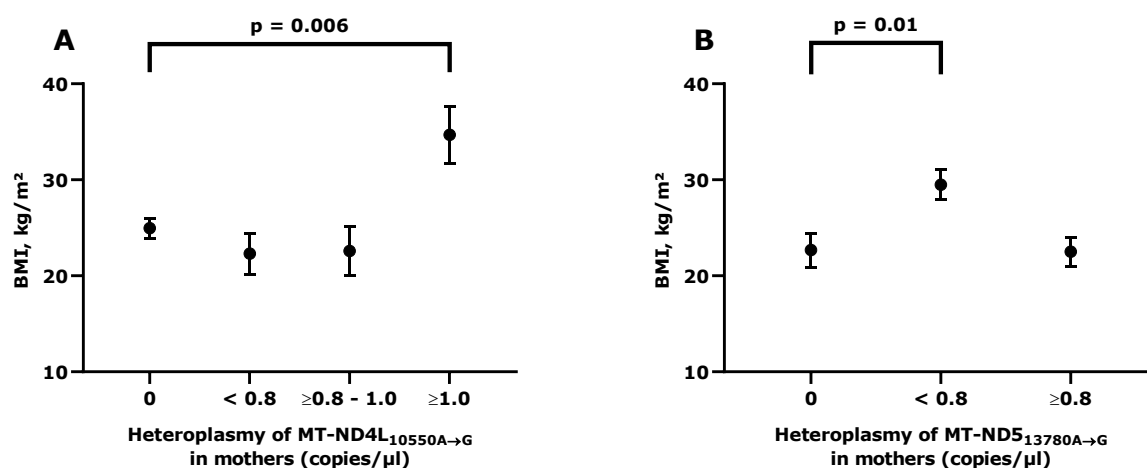 A
p = 0.006
BMI, kg/m²
40
30
20
10
0
< 0.8
≥0.8 - 1.0
≥1.0
Heteroplasmy of MT-ND4L10550A→G
in mothers (copies/µl)
B
p = 0.01
BMI, kg/m²
40
30
20
10
0
< 0.8
≥0.8
Heteroplasmy of MT-ND513780A→G
in mothers (copies/µl)